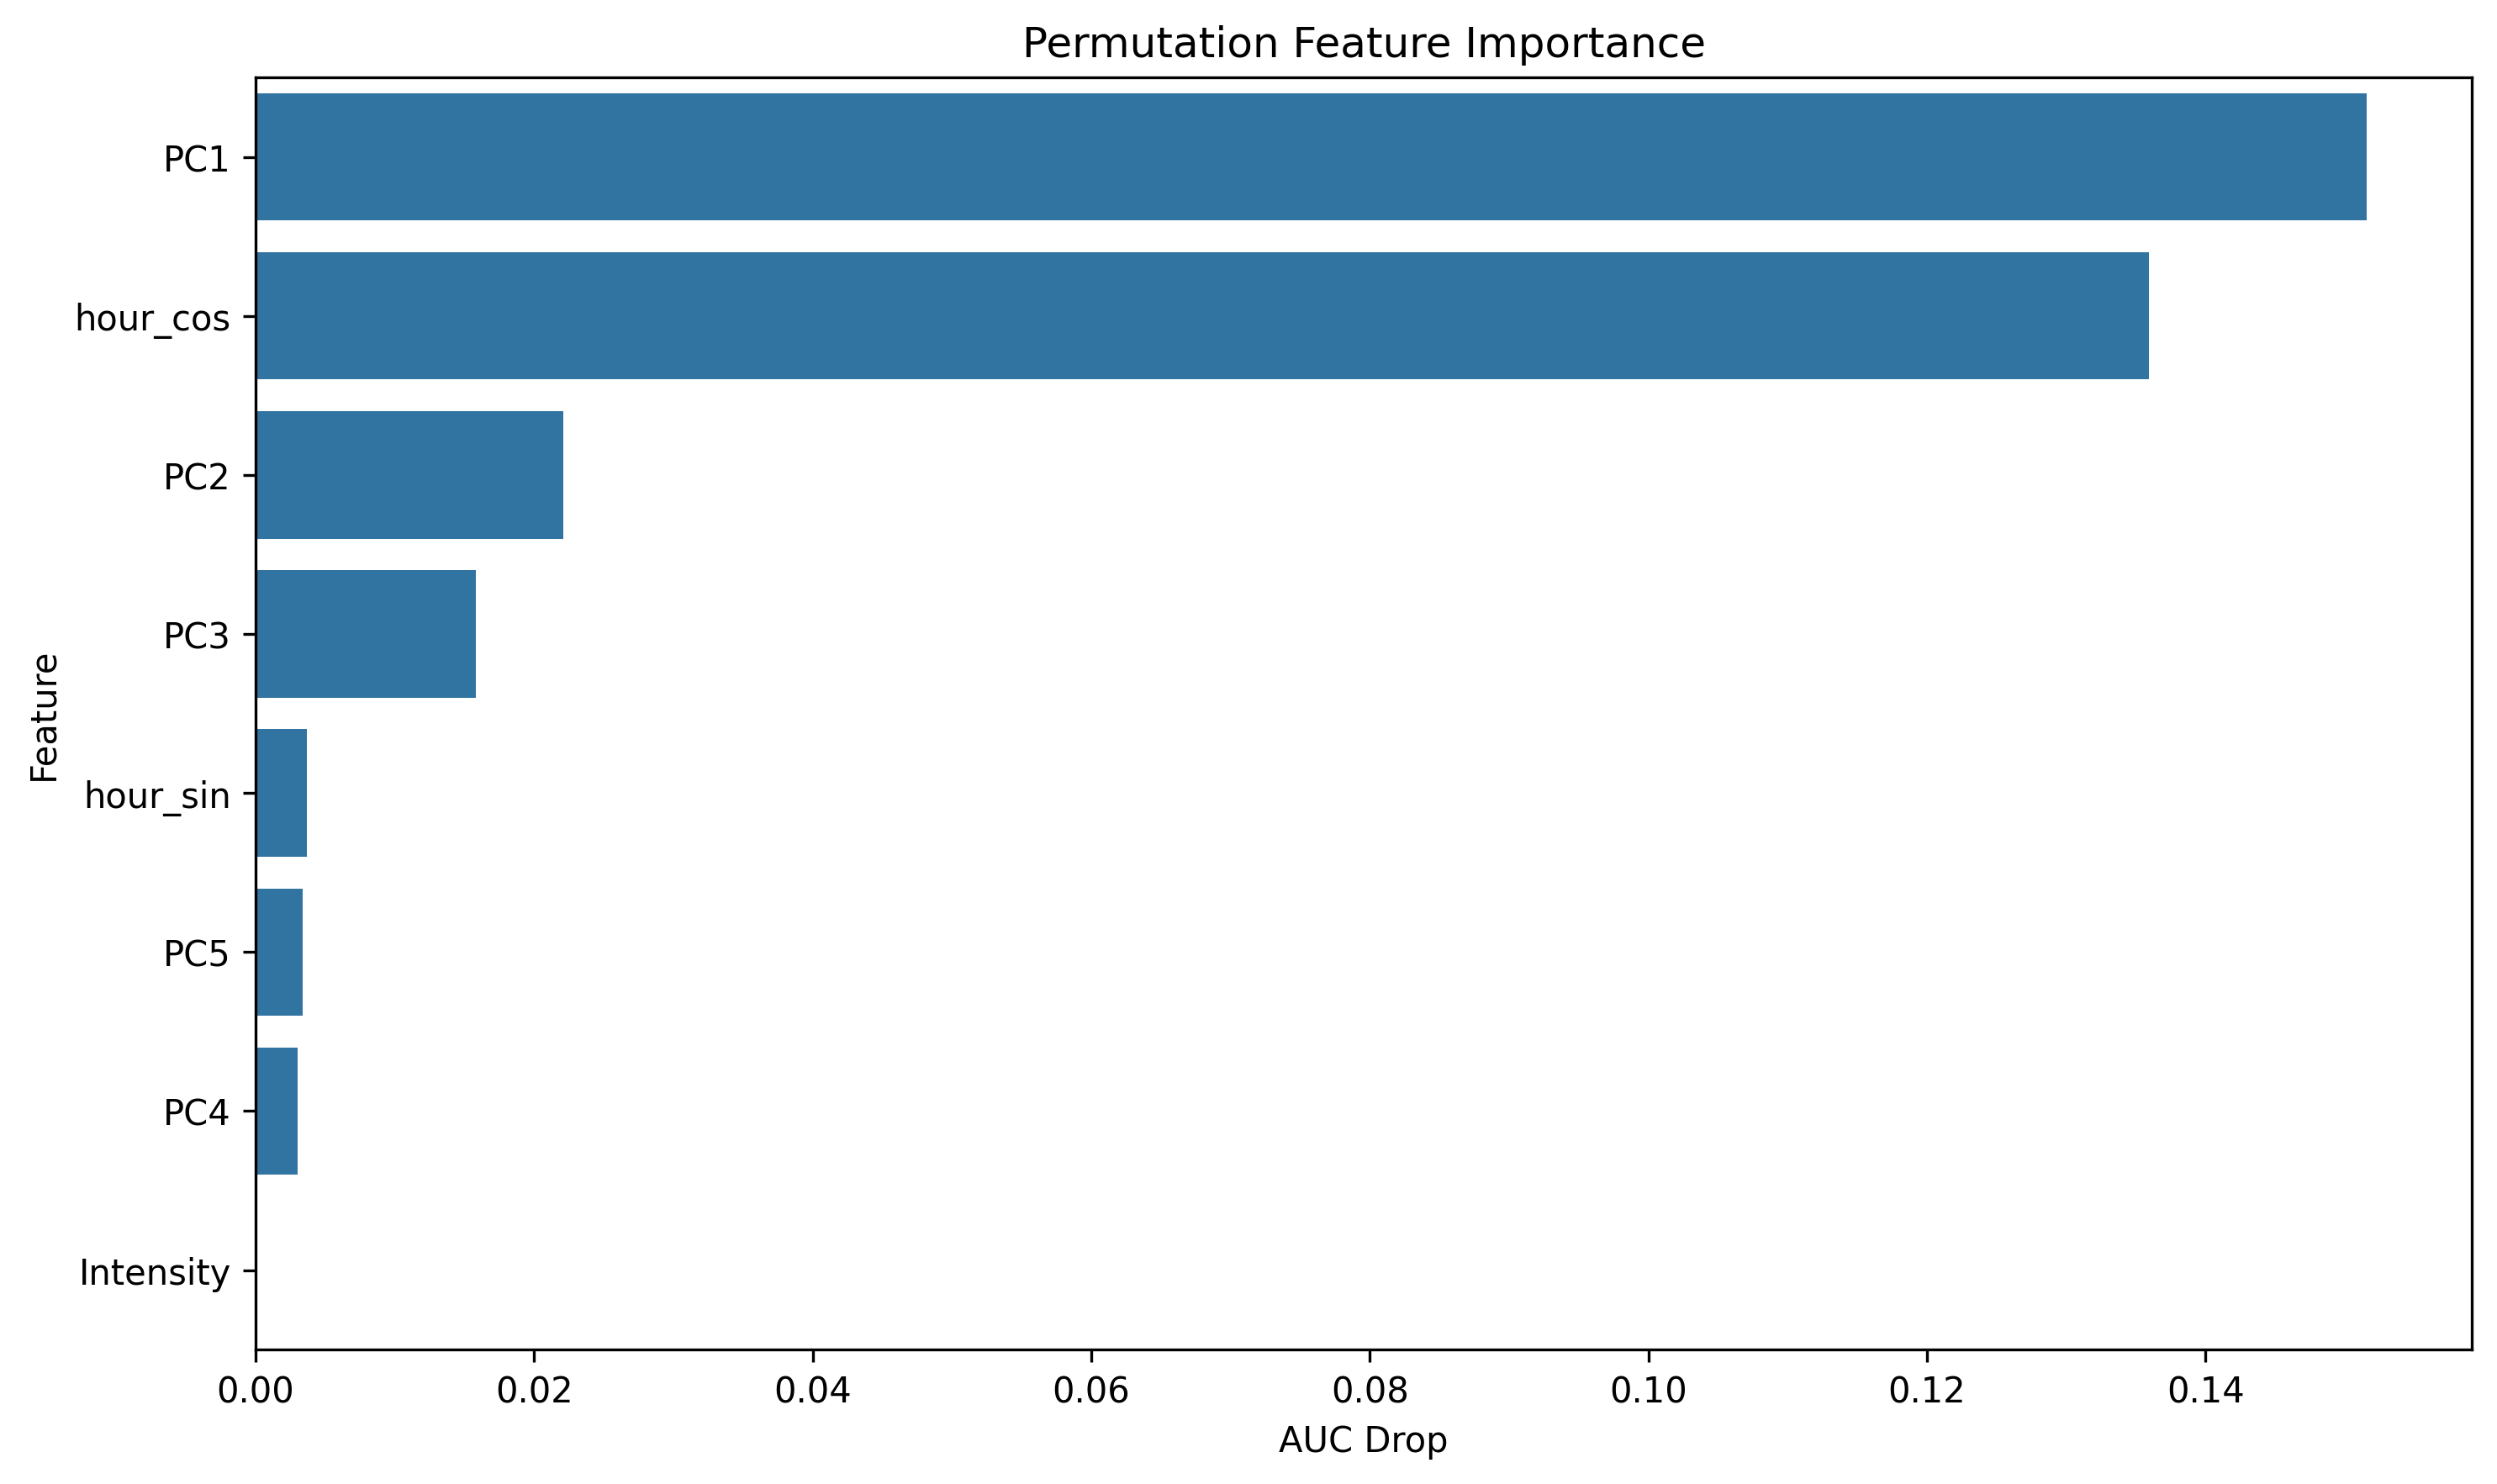 Permutation Feature Importance
PC1
hour_cos
PC2
PC3
hour_sin
PC5
PC4
Intensity
Feature
0.00 0.02 0.04 0.06 0.08 0.10 0.12 0.14
AUC Drop